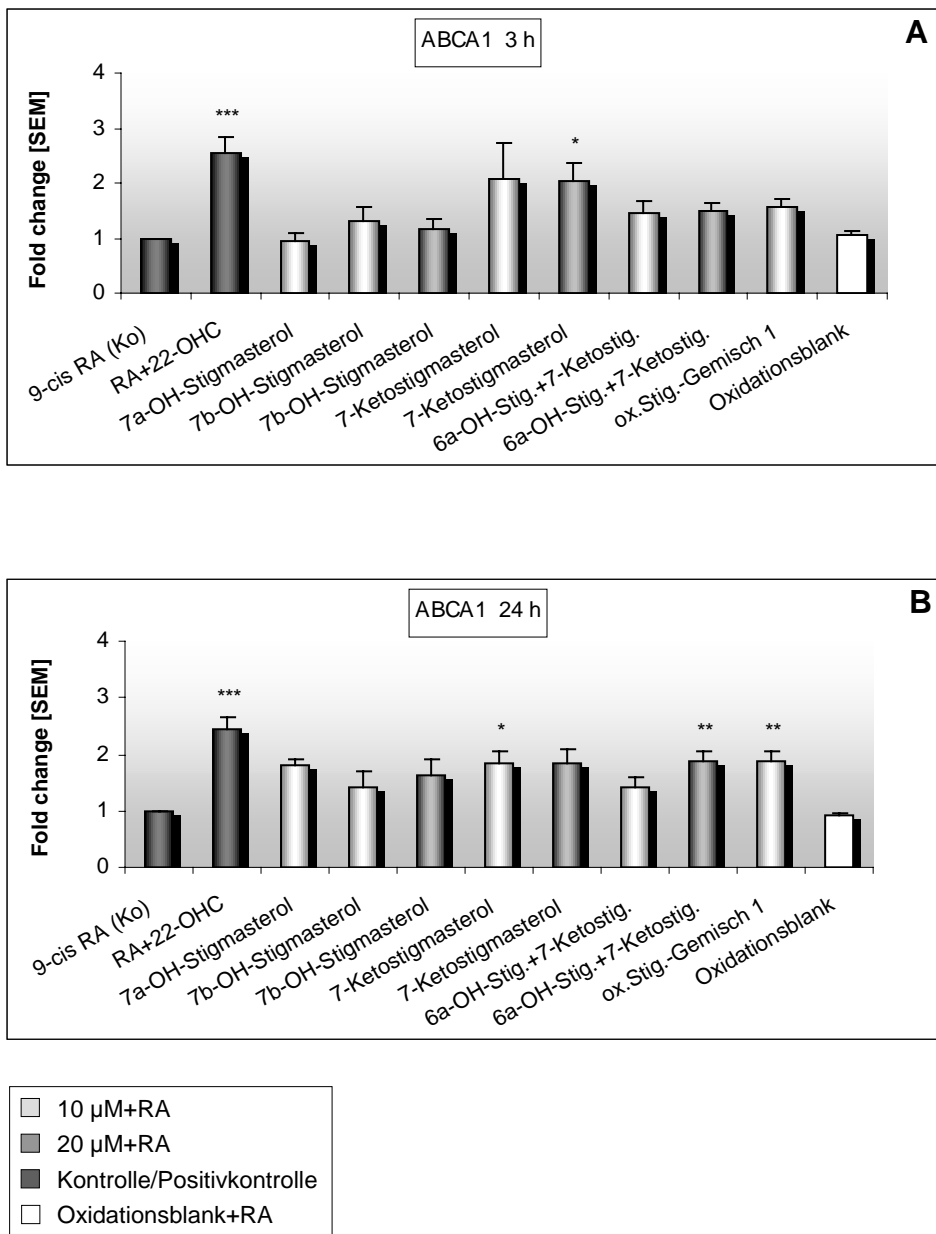 A
ABCA1 3 h
Fold change [SEM]
4
3
2
1
0
***
*
9-cis RA (Ko)
RA+22-OHC
7a-OH-Stigmasterol
7b-OH-Stigmasterol
7b-OH-Stigmasterol
7-Ketostigmasterol
7-Ketostigmasterol
6a-OH-Stig.+7-Ketostig.
6a-OH-Stig.+7-Ketostig.
ox.Stig.-Gemisch 1
Oxidationsblank
B
ABCA1 24 h
Fold change [SEM]
4
3
2
1
0
***
*
**
**
9-cis RA (Ko)
RA+22-OHC
7a-OH-Stigmasterol
7b-OH-Stigmasterol
7b-OH-Stigmasterol
7-Ketostigmasterol
7-Ketostigmasterol
6a-OH-Stig.+7-Ketostig.
6a-OH-Stig.+7-Ketostig.
ox.Stig.-Gemisch 1
Oxidationsblank
10 µM+RA
20 µM+RA
Kontrolle/Positivkontrolle
Oxidationsblank+RA